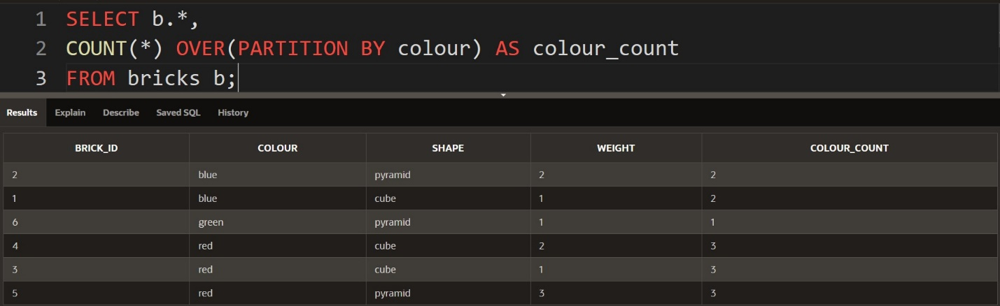 1 SELECT b.*,
2 COUNT(*) OVER(PARTITION BY colour) AS colour_count
3 FROM bricks b;
Results Explain Describe Saved SQL History
BRICK_ID COLOUR SHAPE WEIGHT COLOUR_COUNT
2 blue pyramid 2 2
1 blue cube 1 2
6 green pyramid 1 1
4 red cube 2 3
3 red cube 1 3
5 red pyramid 3 3